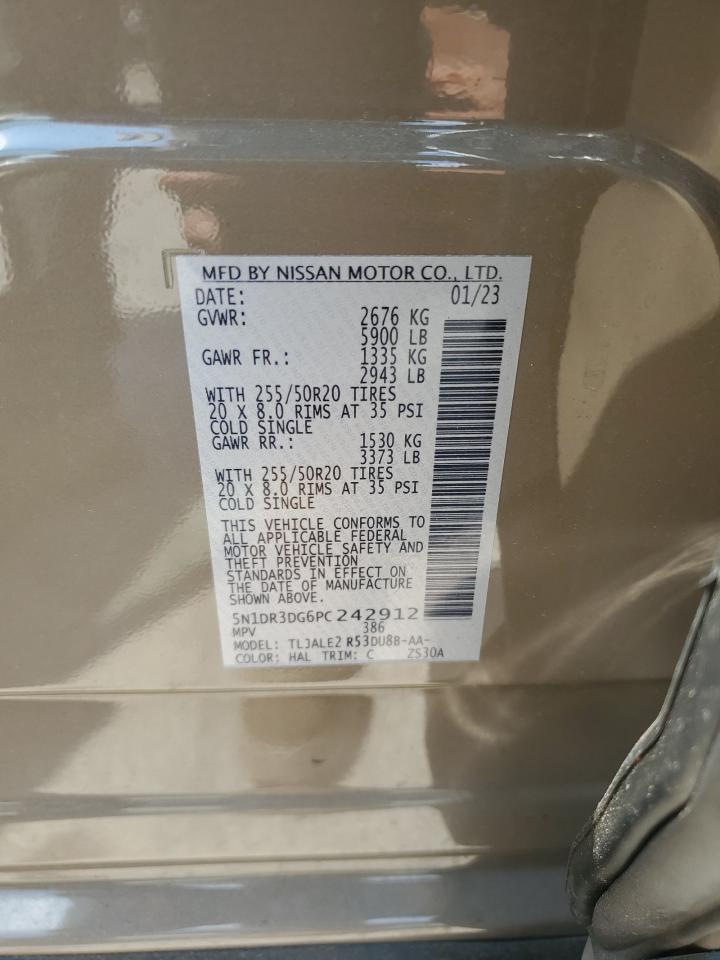 MFD BY NISSAN MOTOR CO., LTD.
DATE: 01/23
GVWR: 2676 KG
5900 LB
GAWR FR.: 1335 KG
2943 LB
WITH 255/50R20 TIRES
20 X 8.0 RIMS AT 35 PSI
COLD SINGLE
GAWR RR.: 1530 KG
3373 LB
WITH 255/50R20 TIRES
20 X 8.0 RIMS AT 35 PSI
COLD SINGLE
THIS VEHICLE CONFORMS TO
ALL APPLICABLE FEDERAL
MOTOR VEHICLE SAFETY AND
THEFT PREVENTION
STANDARDS IN EFFECT ON
THE DATE OF MANUFACTURE
SHOWN ABOVE.
5N1DR3DG6PC242912
MPV 386
MODEL: TLJALE2 R53DU8B-AA-
COLOR: HAL TRIM: C ZS30A